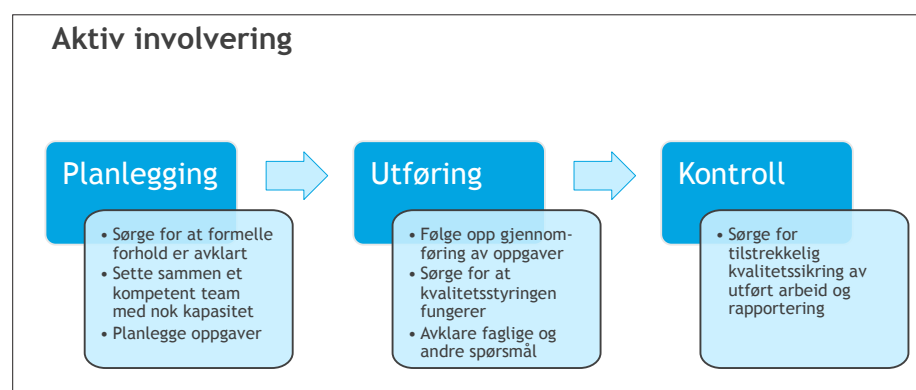 Aktiv involvering
Planlegging
• Sørge for at formelle
forhold er avklart
• Sette sammen et
kompetent team
med nok kapasitet
• Planlegge oppgaver
Utføring
• Følge opp gjennom-
føring av oppgaver
• Sørge for at
kvalitetsstyringen
fungerer
• Avklare faglige og
andre spørsmål
Kontroll
• Sørge for
tilstrekkelig
kvalitetssikring av
utført arbeid og
rapportering